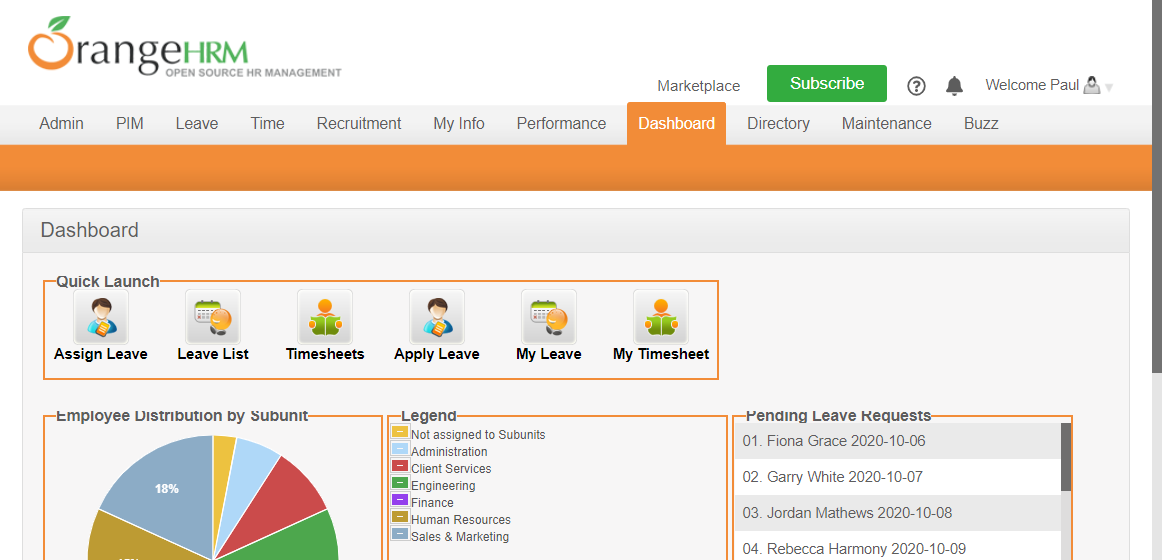 OrangeHRM
OPEN SOURCE HR MANAGEMENT
Marketplace Subscribe Welcome Paul
Admin PIM Leave Time Recruitment My Info Performance Dashboard Directory Maintenance Buzz
Dashboard
Quick Launch
Assign Leave Leave List Timesheets Apply Leave My Leave My Timesheet
Employee Distribution by Subunit
18%
Legend
Not assigned to Subunits
Administration
Client Services
Engineering
Finance
Human Resources
Sales & Marketing
Pending Leave Requests
01. Fiona Grace 2020-10-06
02. Garry White 2020-10-07
03. Jordan Mathews 2020-10-08
04. Rebecca Harmony 2020-10-09